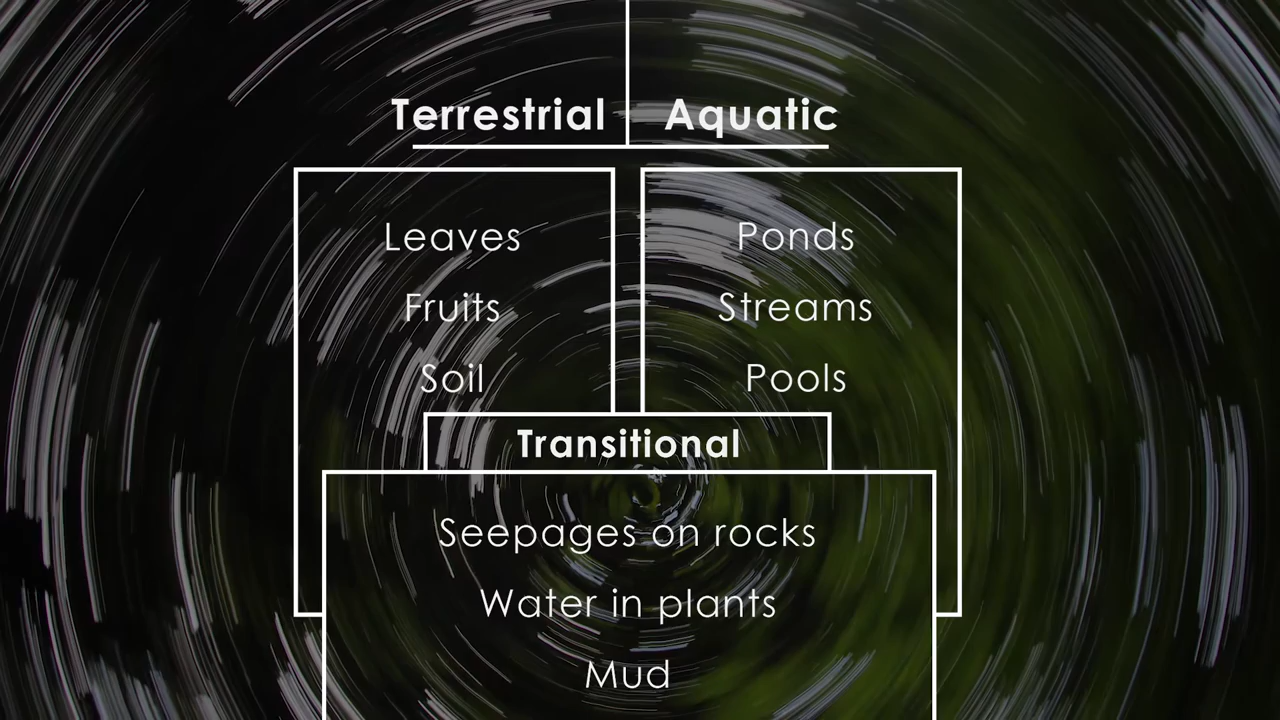 Terrestrial Aquatic
Leaves
Fruits
Soil
Ponds
Streams
Pools
Transitional
Seepages on rocks
Water in plants
Mud